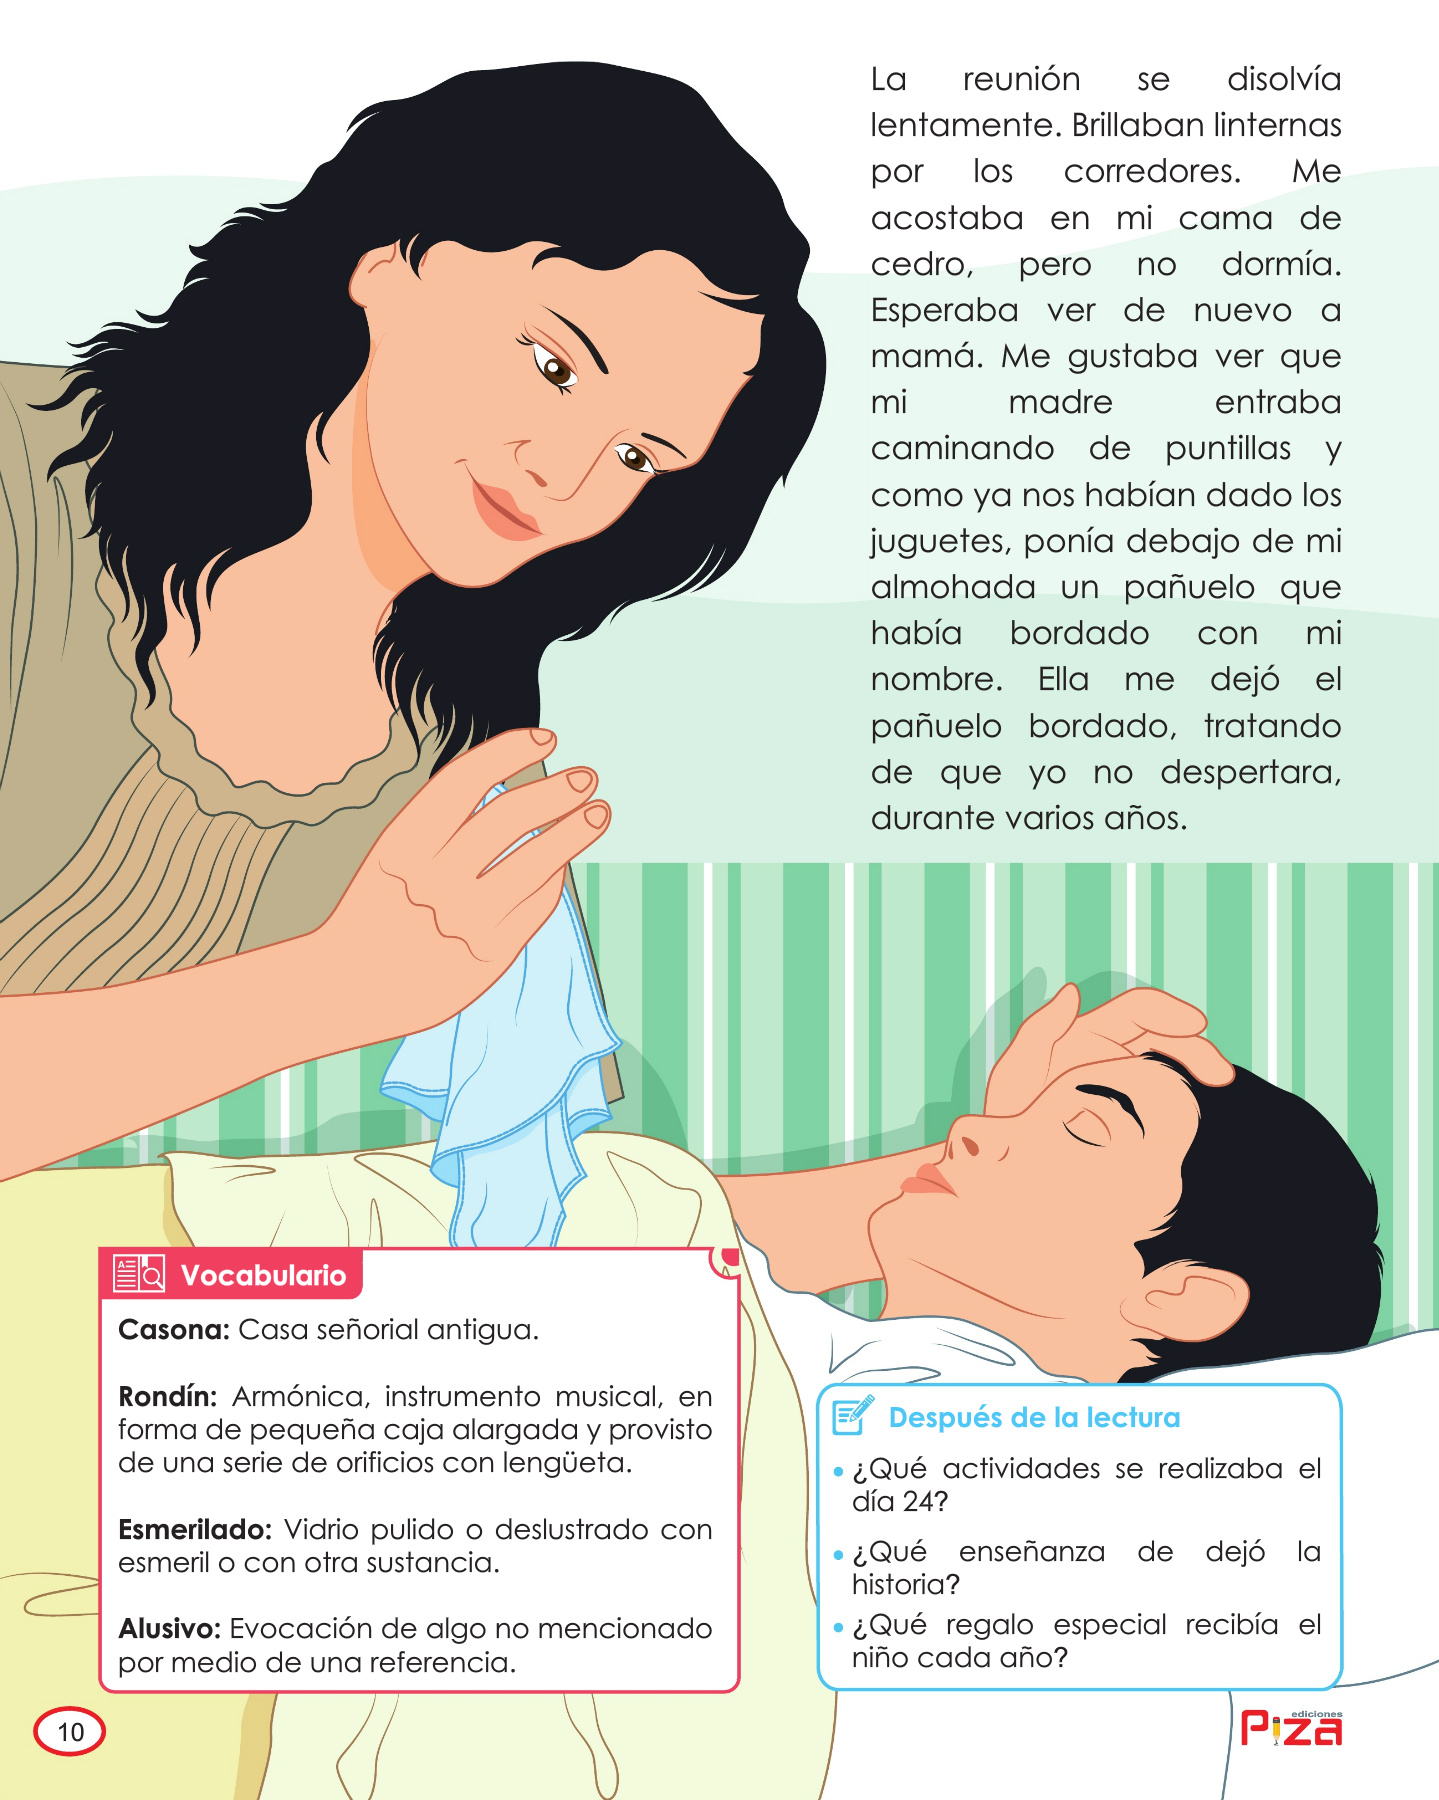 La reunión se disolvía
lentamente. Brillaban linternas
por los corredores. Me
acostaba en mi cama de
cedro, pero no dormía.
Esperaba ver de nuevo a
mamá. Me gustaba ver que
mi madre entraba
caminando de puntillas y
como ya nos habían dado los
juguetes, ponía debajo de mi
almohada un pañuelo que
había bordado con mi
nombre. Ella me dejó el
pañuelo bordado, tratando
de que yo no despertara,
durante varios años.
Vocabulario
Casona: Casa señorial antigua.
Rondín: Armónica, instrumento musical, en
forma de pequeña caja alargada y provisto
de una serie de orificios con lengüeta.
Esmerilado: Vidrio pulido o deslustrado con
esmeril o con otra sustancia.
Alusivo: Evocación de algo no mencionado
por medio de una referencia.
Después de la lectura
• ¿Qué actividades se realizaba el
día 24?
• ¿Qué enseñanza de dejó la
historia?
• ¿Qué regalo especial recibía el
niño cada año?
10
ediciones
Piza